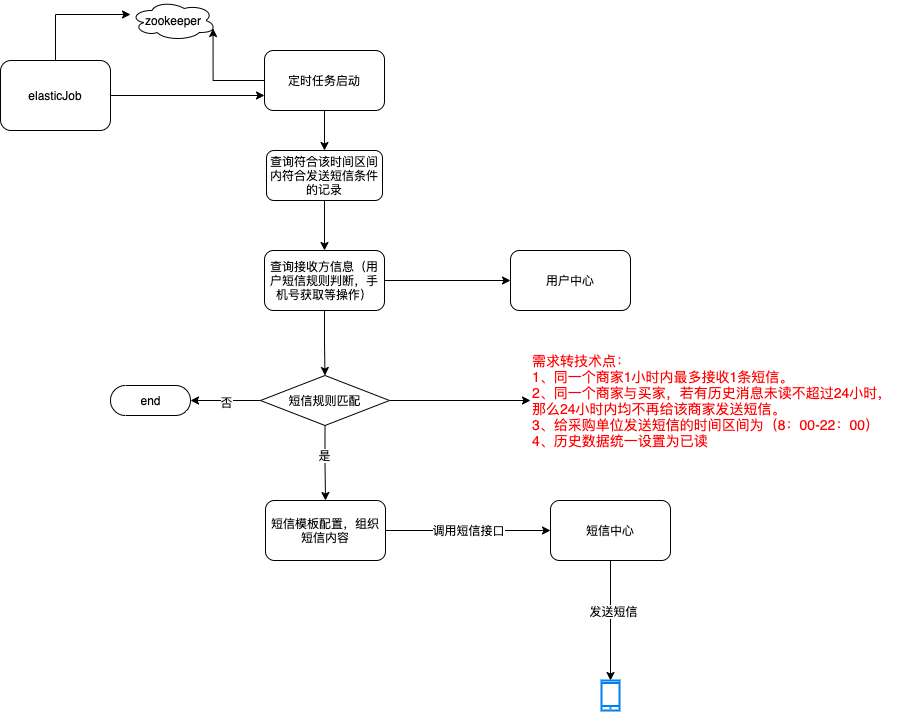 zookeeper
elasticJob
定时任务启动
查询符合该时间区间
内符合发送短信条件
的记录
查询接收方信息（用
户短信规则判断，手
机号获取等操作）
用户中心
需求转技术点：
1、同一个商家1小时内最多接收1条短信。
2、同一个商家与买家，若有历史消息未读不超过24小时，
那么24小时内均不再给该商家发送短信。
3、给采购单位发送短信的时间区间为（8：00-22：00）
4、历史数据统一设置为已读
end
否
短信规则匹配
是
短信模板配置，组织
短信内容
调用短信接口
短信中心
发送短信